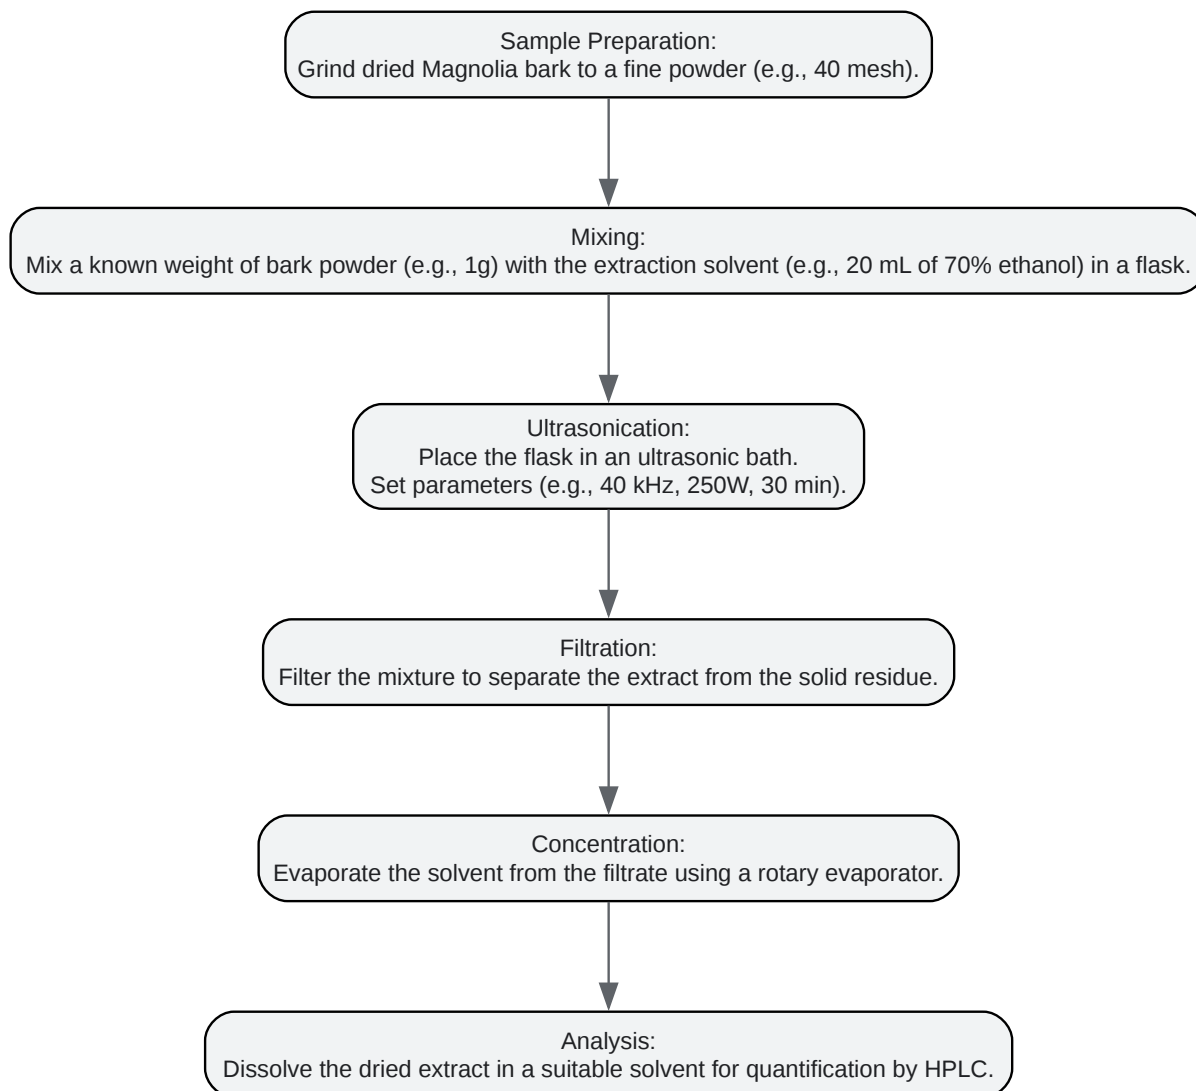 Sample Preparation:
Grind dried Magnolia bark to a fine powder (e.g., 40 mesh).
Mixing:
Mix a known weight of bark powder (e.g., 1g) with the extraction solvent (e.g., 20 mL of 70% ethanol) in a flask.
Ultrasonication:
Place the flask in an ultrasonic bath.
Set parameters (e.g., 40 kHz, 250W, 30 min).
Filtration:
Filter the mixture to separate the extract from the solid residue.
Concentration:
Evaporate the solvent from the filtrate using a rotary evaporator.
Analysis:
Dissolve the dried extract in a suitable solvent for quantification by HPLC.